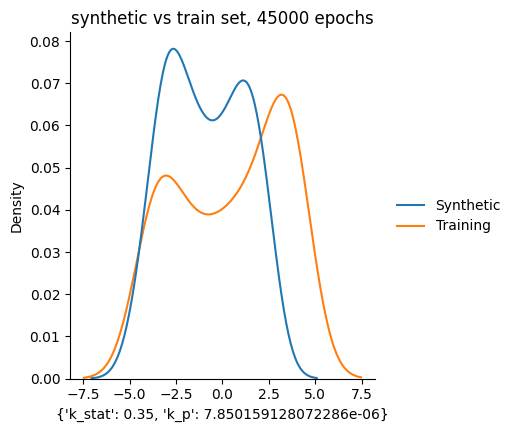 synthetic vs train set, 45000 epochs
0.08
0.07
0.06
0.05
0.04
0.03
0.02
0.01
0.00
Density
Synthetic
Training
−7.5 −5.0 −2.5 0.0 2.5 5.0 7.5
{'k_stat': 0.35, 'k_p': 7.850159128072286e-06}